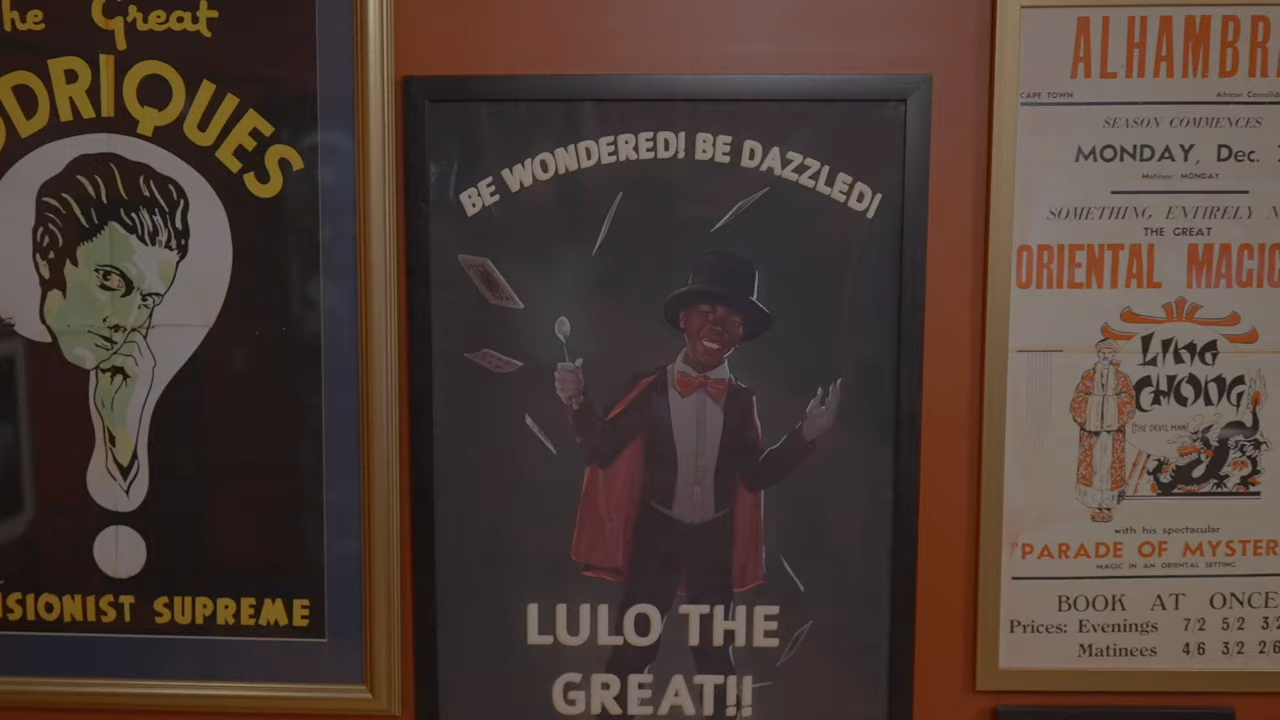 The Great
DRIQUES
SIONIST SUPREME
BE WONDERED! BE DAZZLED!
LULO THE
GREAT!!
ALHAMBR
CAPE TOWN
African Consolid
SEASON COMMENCES
MONDAY, Dec.
Matinee: MONDAY
SOMETHING ENTIRELY N
THE GREAT
ORIENTAL MAGIC
LING
CHONG
(THE DEVIL MAN)
with his spectacular
"PARADE OF MYSTER
MAGIC IN AN ORIENTAL SETTING
BOOK AT ONCE
Prices: Evenings 7/2 5/2 3/2
Matinees 4/6 3/2 2/6